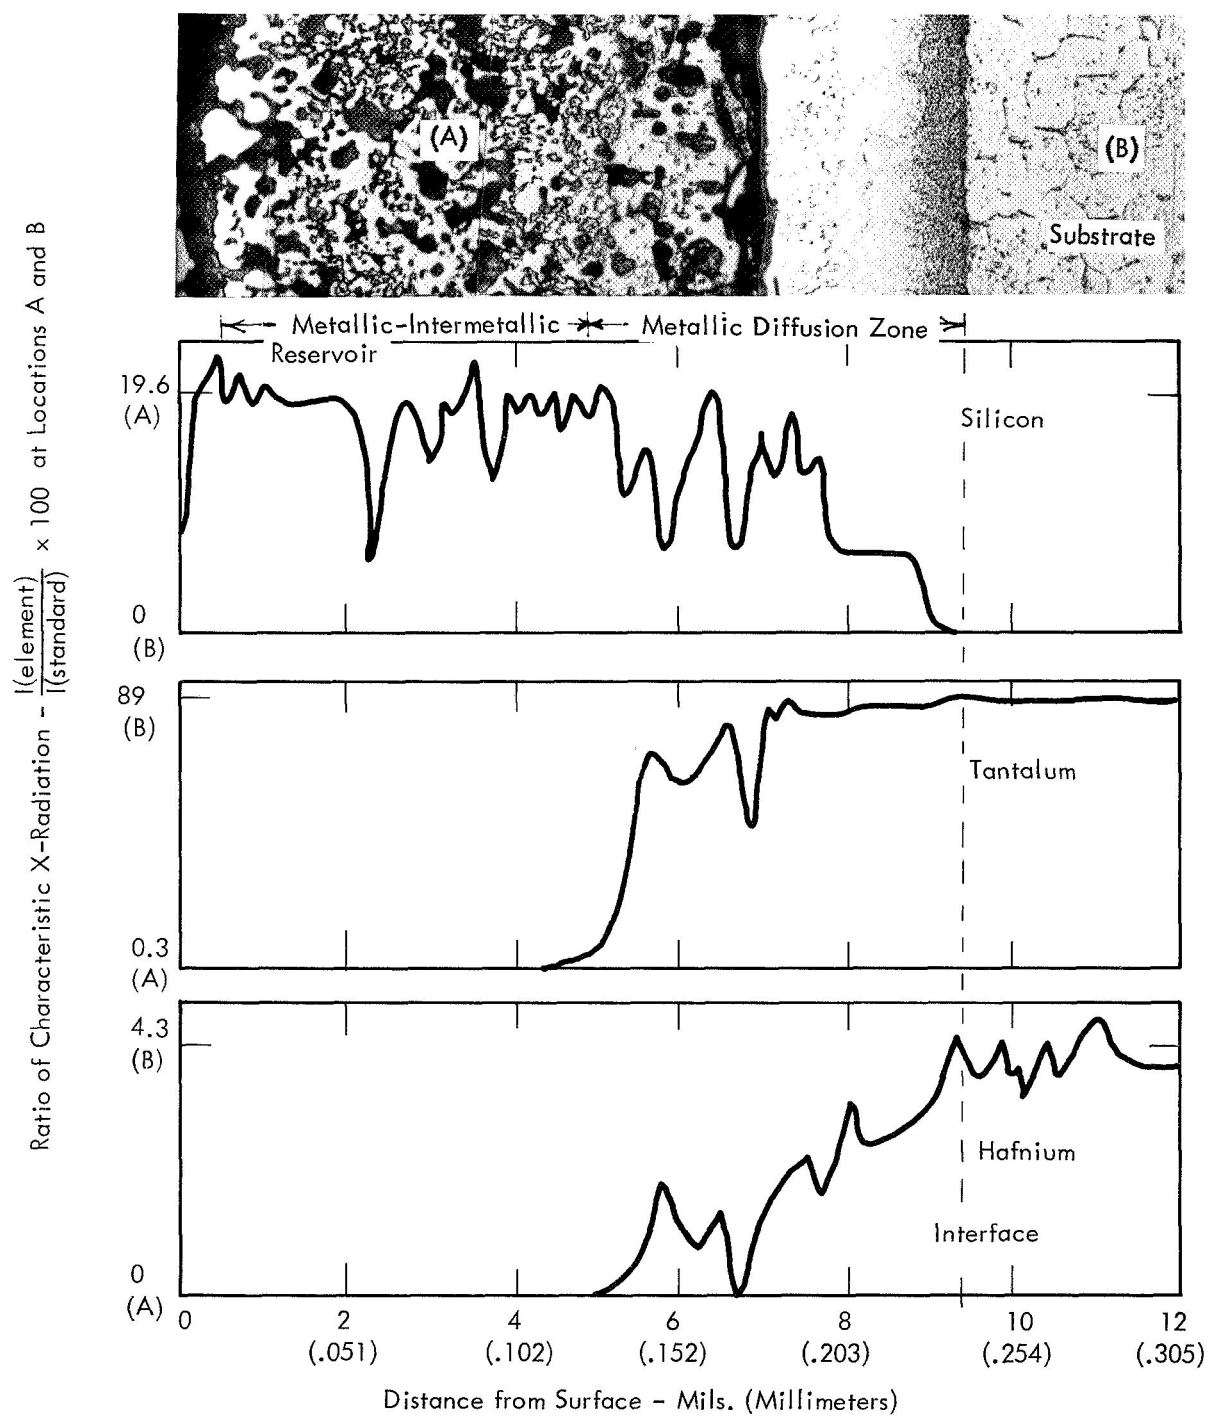 (A)
(B)
Substrate
Metallic-Intermetallic
Reservoir
Metallic Diffusion Zone
Ratio of Characteristic X-Radiation - I(element)/I(standard) x 100 at Locations A and B
19.6
(A)
Silicon
0
(B)
89
(B)
Tantalum
0.3
(A)
4.3
(B)
Hafnium
Interface
0
(A)
0 2 4 6 8 10 12
(.051) (.102) (.152) (.203) (.254) (.305)
Distance from Surface - Mils. (Millimeters)